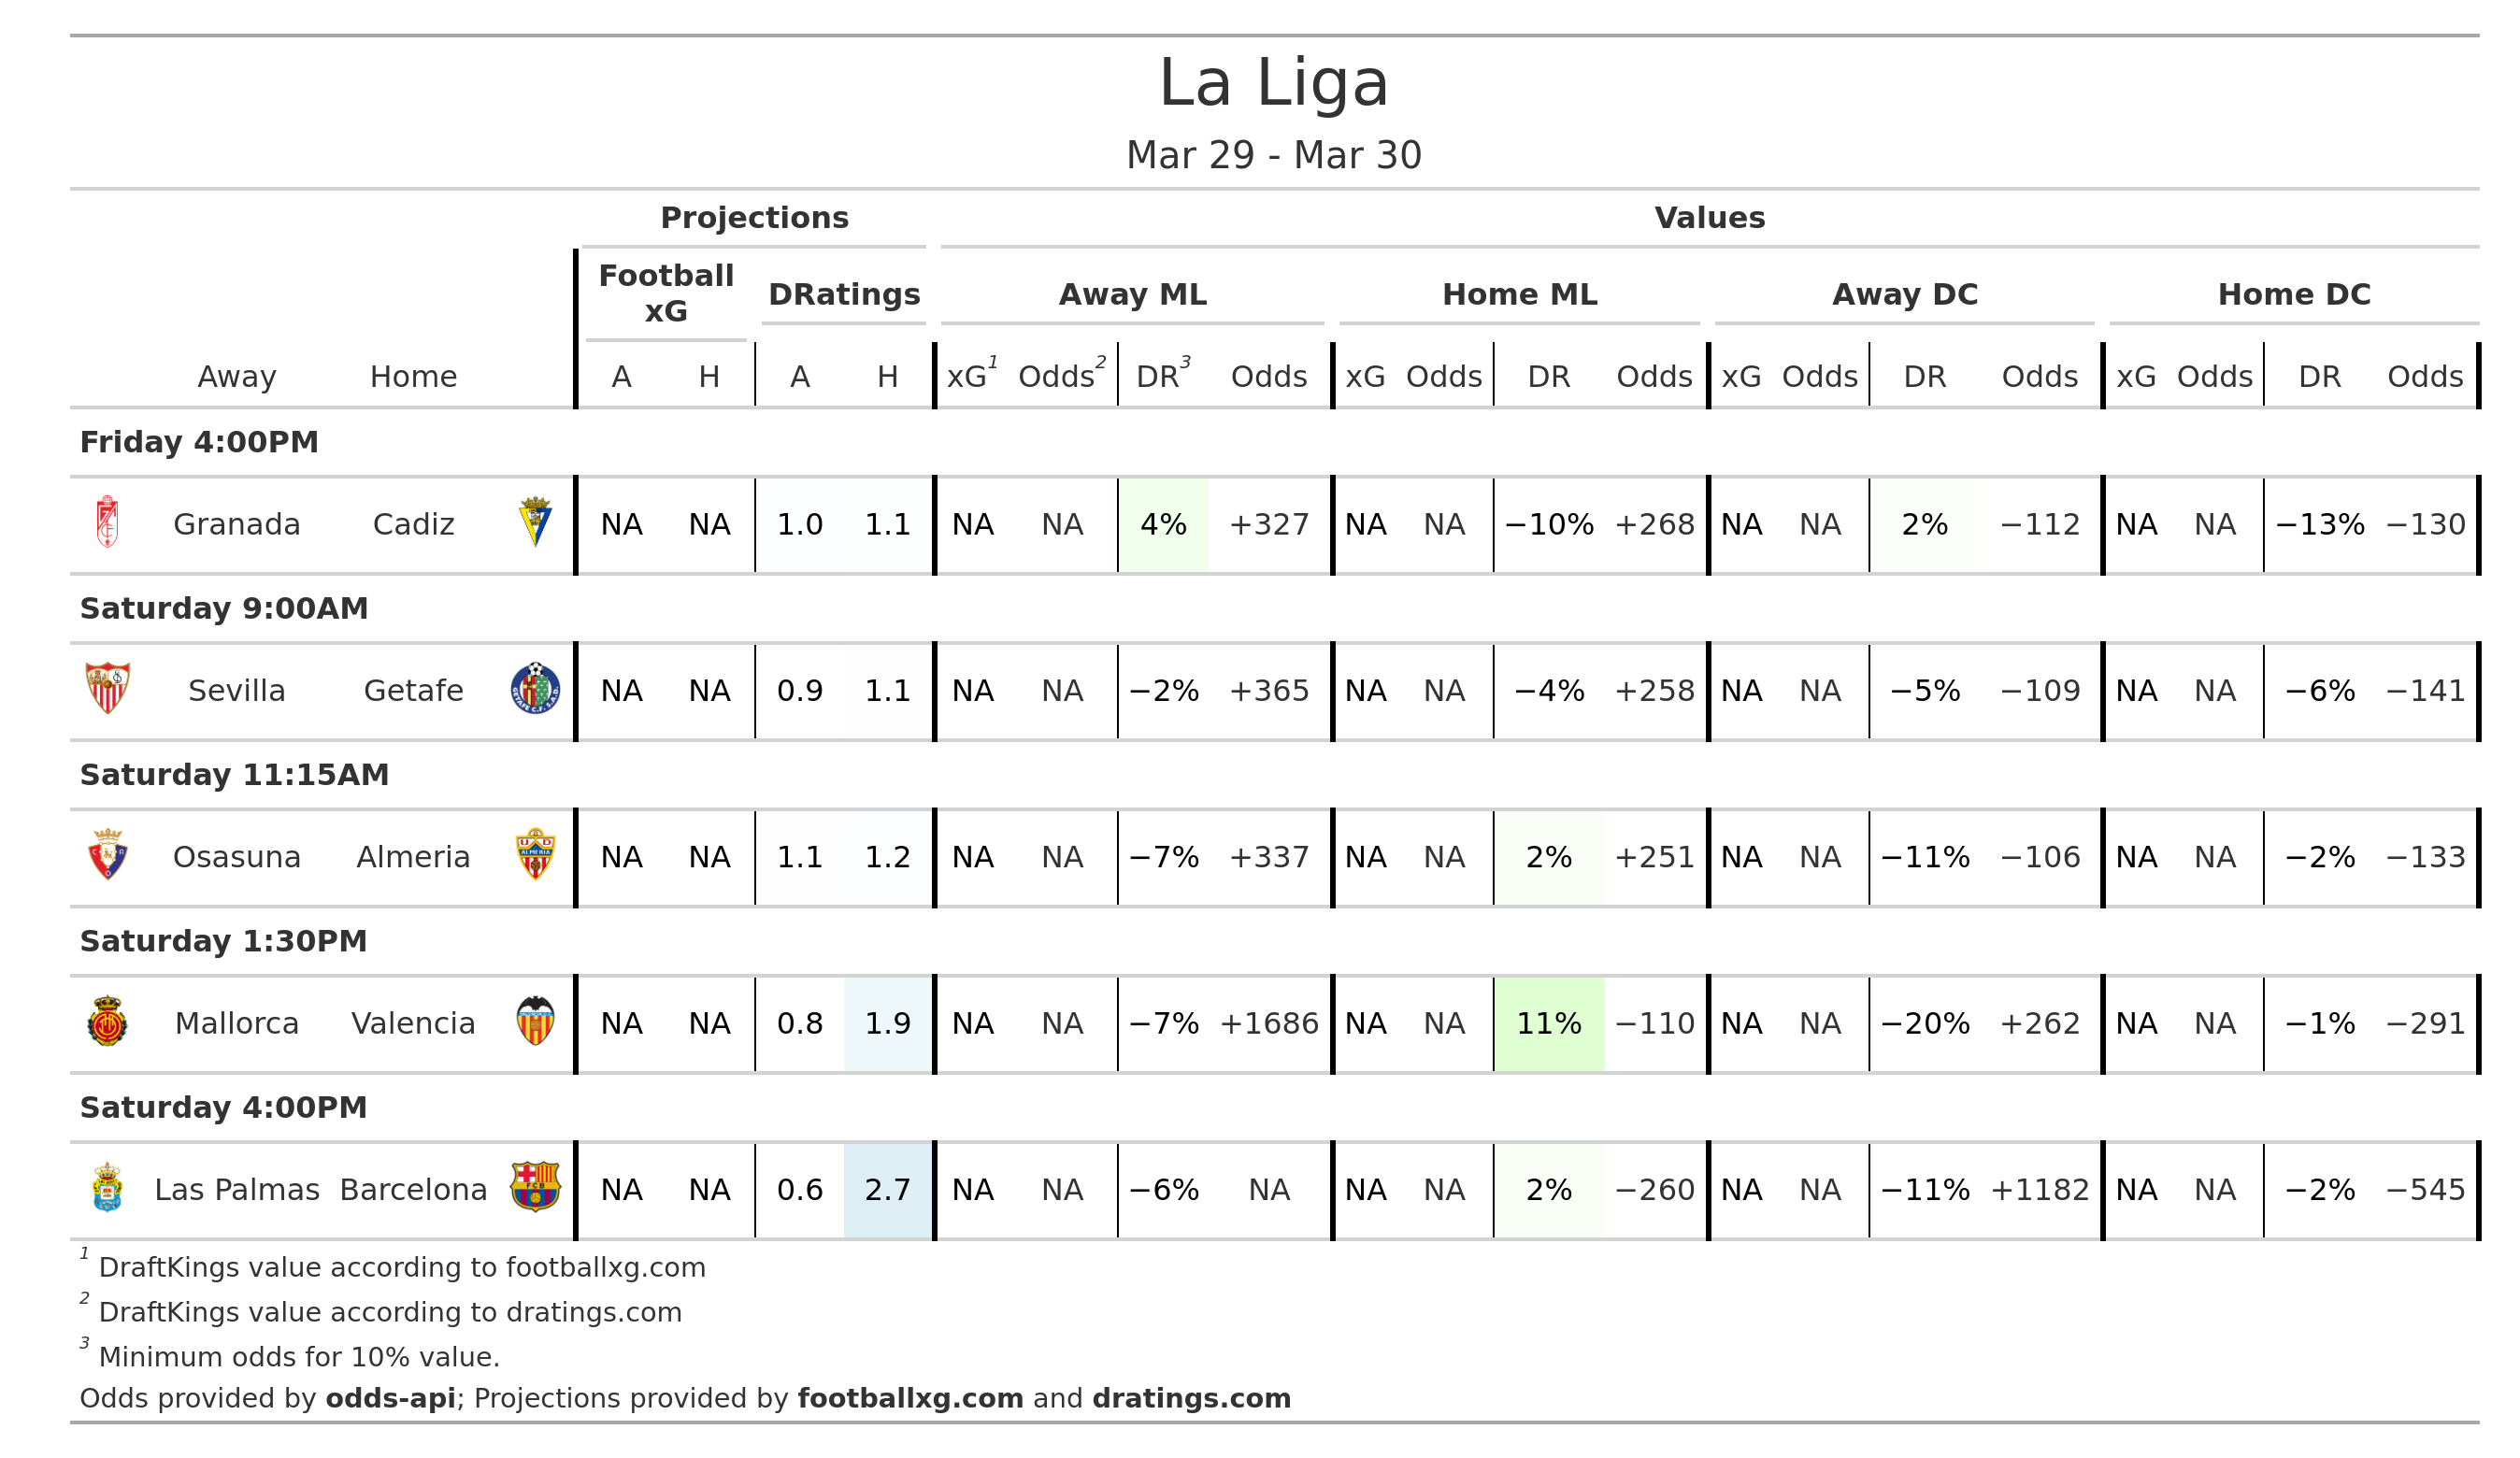 La Liga
Mar 29 - Mar 30
Projections Values
Football xG DRatings Away ML Home ML Away DC Home DC
Away Home A H A H xG1 Odds2 DR3 Odds xG Odds DR Odds xG Odds DR Odds xG Odds DR Odds
Friday 4:00PM
Granada Cadiz NA NA 1.0 1.1 NA NA 4% +327 NA NA −10% +268 NA NA 2% −112 NA NA −13% −130
Saturday 9:00AM
Sevilla Getafe NA NA 0.9 1.1 NA NA −2% +365 NA NA −4% +258 NA NA −5% −109 NA NA −6% −141
Saturday 11:15AM
Osasuna Almeria NA NA 1.1 1.2 NA NA −7% +337 NA NA 2% +251 NA NA −11% −106 NA NA −2% −133
Saturday 1:30PM
Mallorca Valencia NA NA 0.8 1.9 NA NA −7% +1686 NA NA 11% −110 NA NA −20% +262 NA NA −1% −291
Saturday 4:00PM
Las Palmas Barcelona NA NA 0.6 2.7 NA NA −6% NA NA NA 2% −260 NA NA −11% +1182 NA NA −2% −545
1 DraftKings value according to footballxg.com
2 DraftKings value according to dratings.com
3 Minimum odds for 10% value.
Odds provided by odds-api; Projections provided by footballxg.com and dratings.com